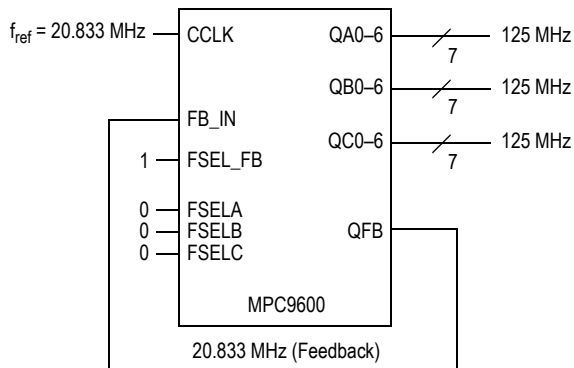 f_ref = 20.833 MHz
CCLK
QA0–6
7
125 MHz
QB0–6
7
125 MHz
FB_IN
QC0–6
7
125 MHz
1
FSEL_FB
0
FSELA
0
FSELB
0
FSELC
QFB
MPC9600
20.833 MHz (Feedback)